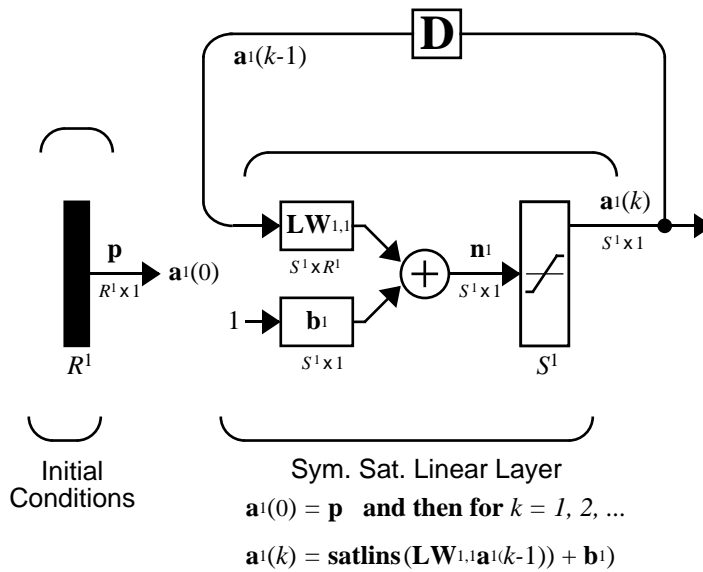 D
a1(k-1)
p
R1 x 1
a1(0)
R1
LW1,1
S1 x R1
1
b1
S1 x 1
n1
S1 x 1
a1(k)
S1 x 1
S1
Initial
Conditions
Sym. Sat. Linear Layer
a1(0) = p and then for k = 1, 2, ...
a1(k) = satlins (LW1,1a1(k-1)) + b1)